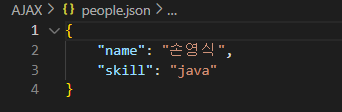 AJAX > {} people.json > ...
1 {
2 "name": "손영식",
3 "skill": "java"
4 }